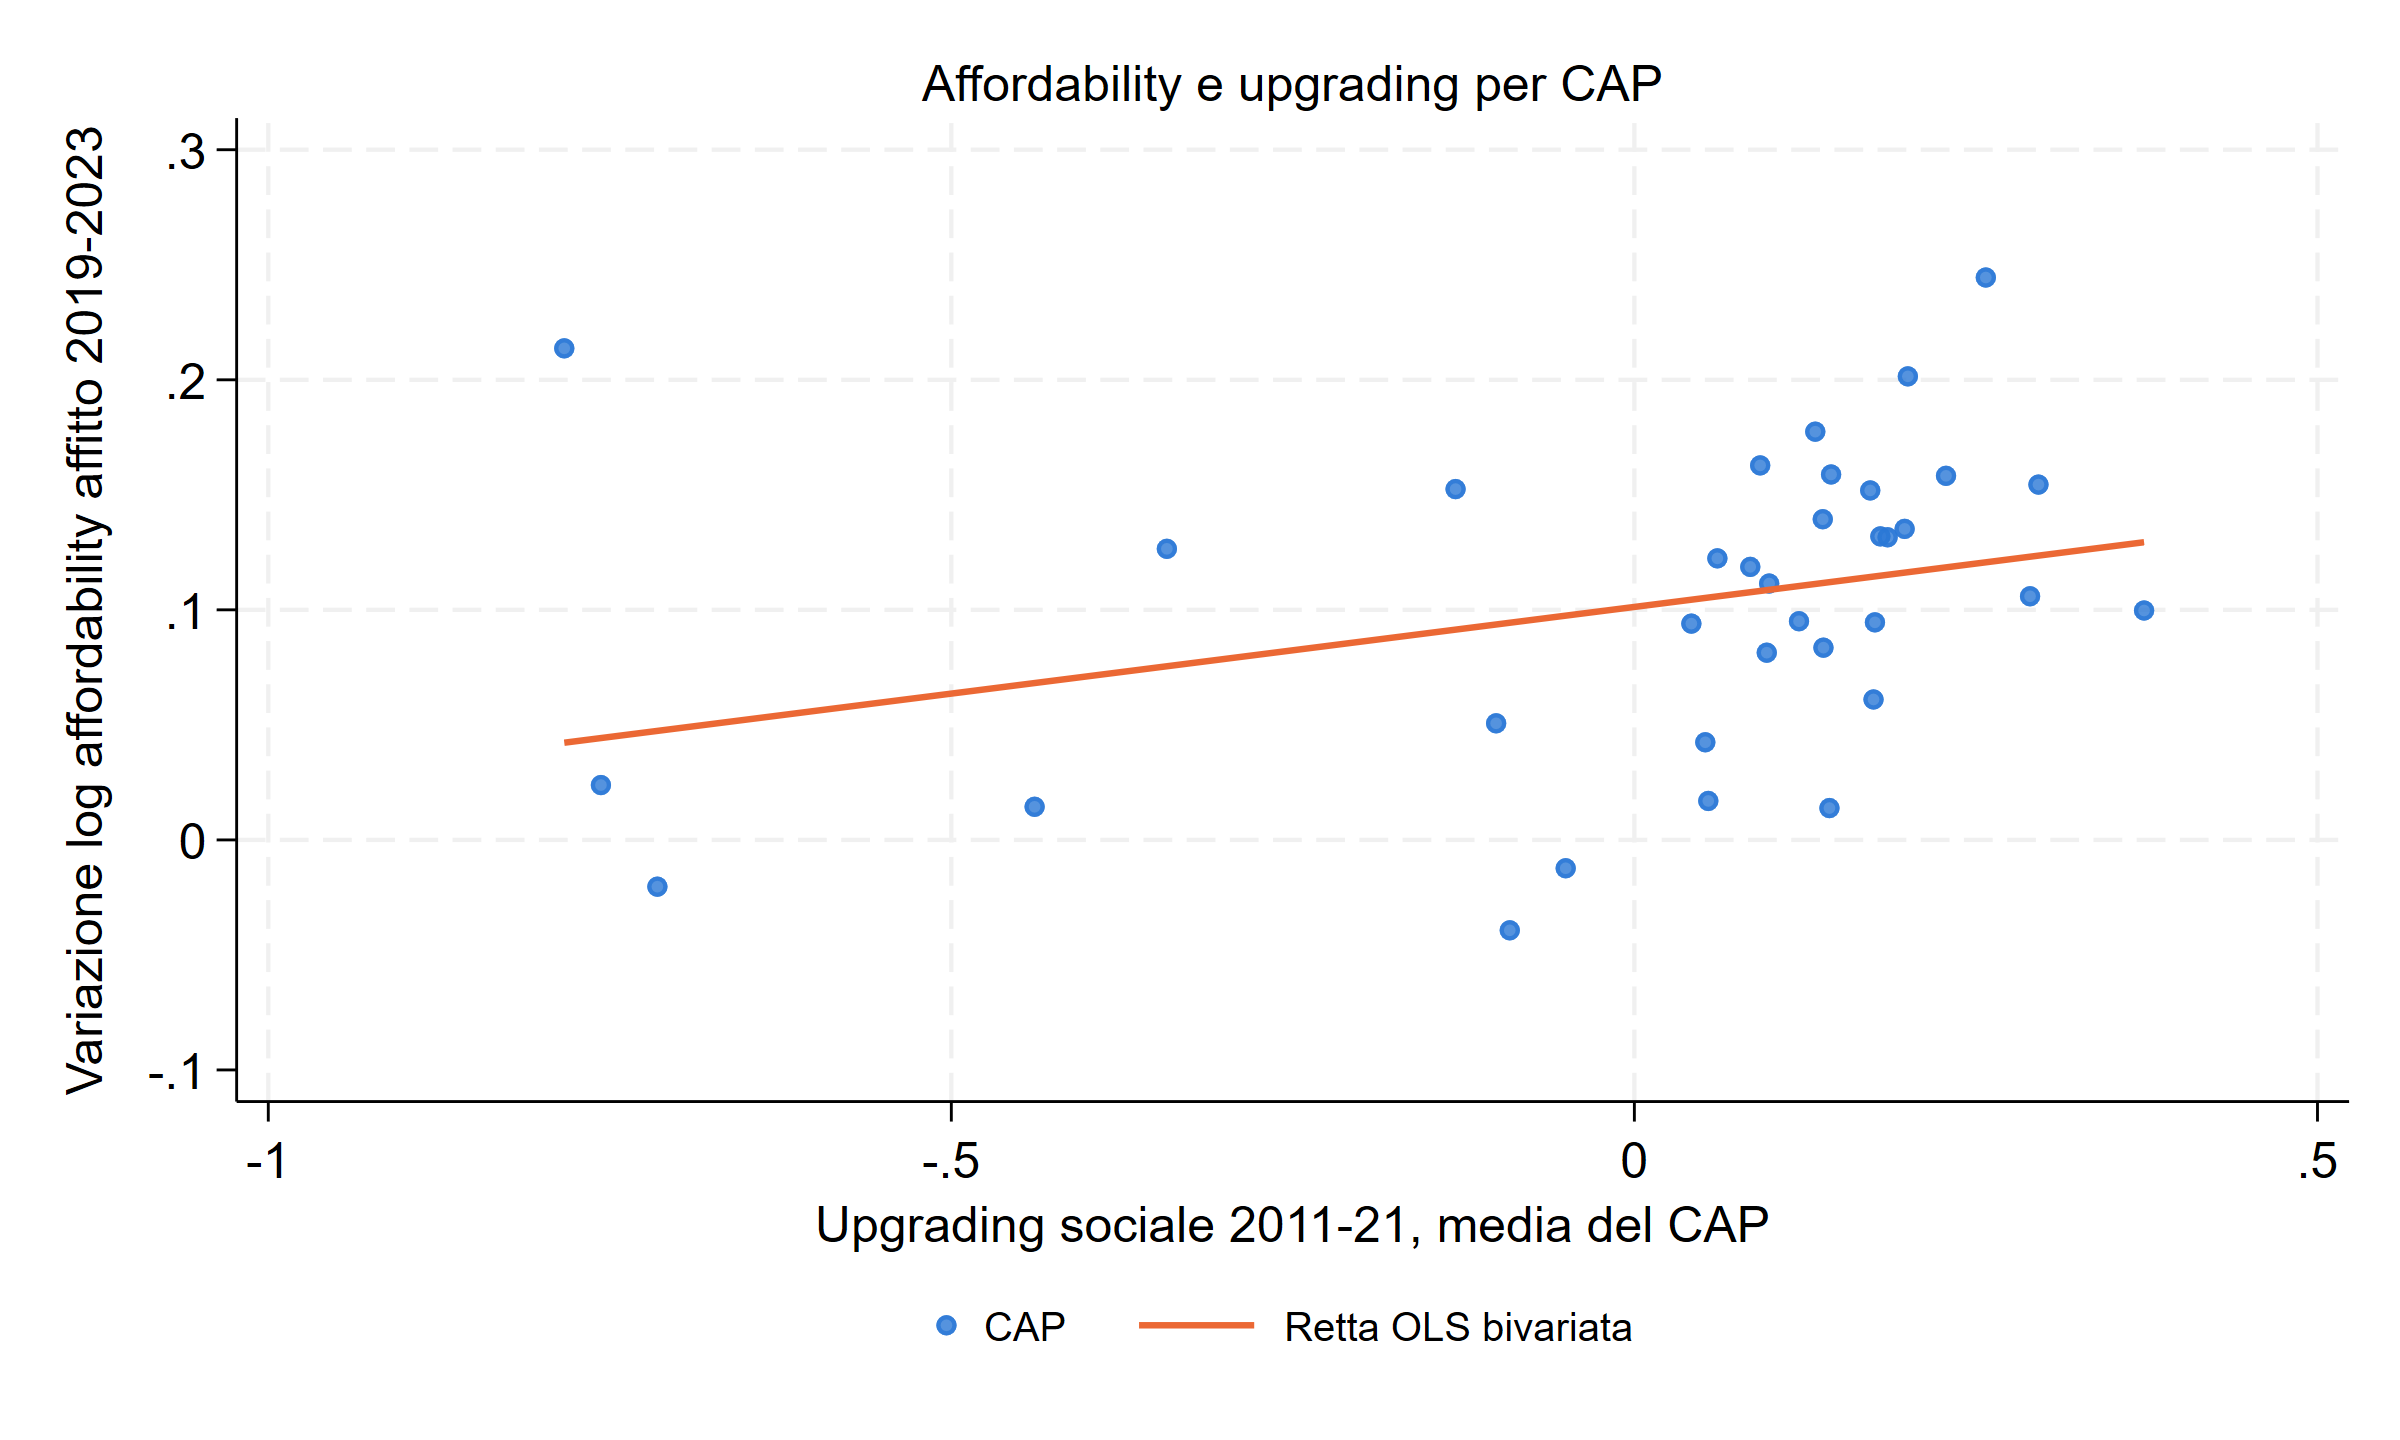 Affordability e upgrading per CAP
Variazione log affordability affitto 2019-2023
.3
.2
.1
0
-.1
-1
-.5
0
.5
Upgrading sociale 2011-21, media del CAP
CAP
Retta OLS bivariata